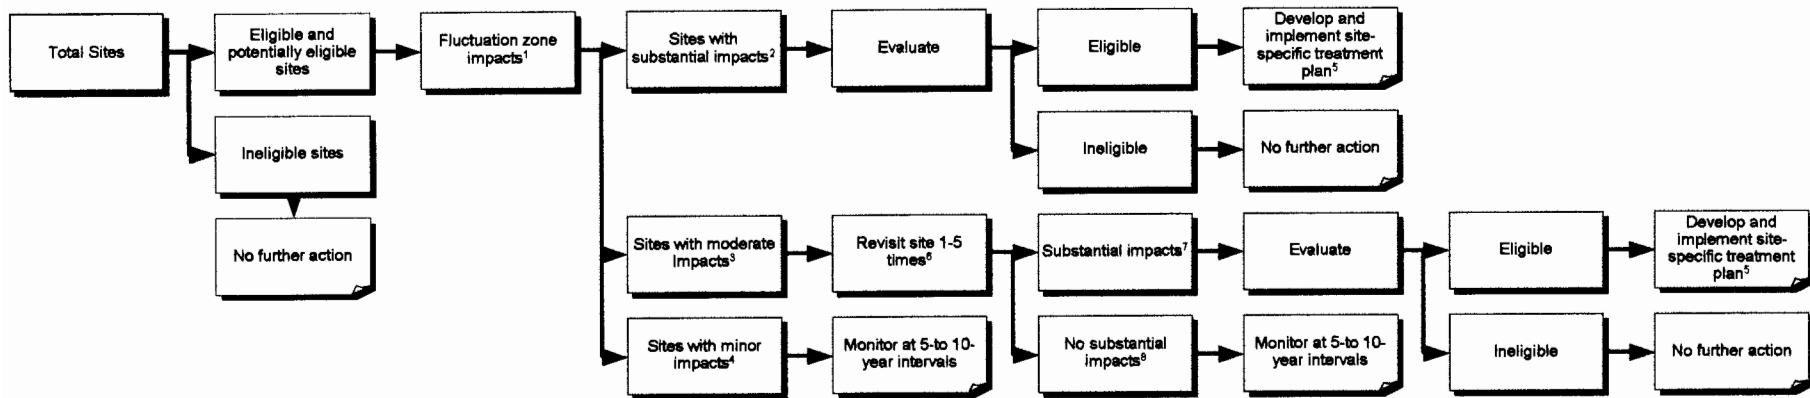 Total Sites
Eligible and
potentially eligible
sites
Fluctuation zone
impacts¹
Sites with
substantial impacts²
Evaluate
Eligible
Develop and
implement site-
specific treatment
plan⁵
Ineligible sites
Ineligible
No further action
No further action
Sites with moderate
Impacts³
Revisit site 1-5
times⁶
Substantial impacts⁷
Evaluate
Eligible
Develop and
implement site-
specific treatment
plan⁵
Sites with minor
impacts⁴
Monitor at 5-to 10-
year intervals
No substantial
impacts⁸
Monitor at 5-to 10-
year intervals
Ineligible
No further action